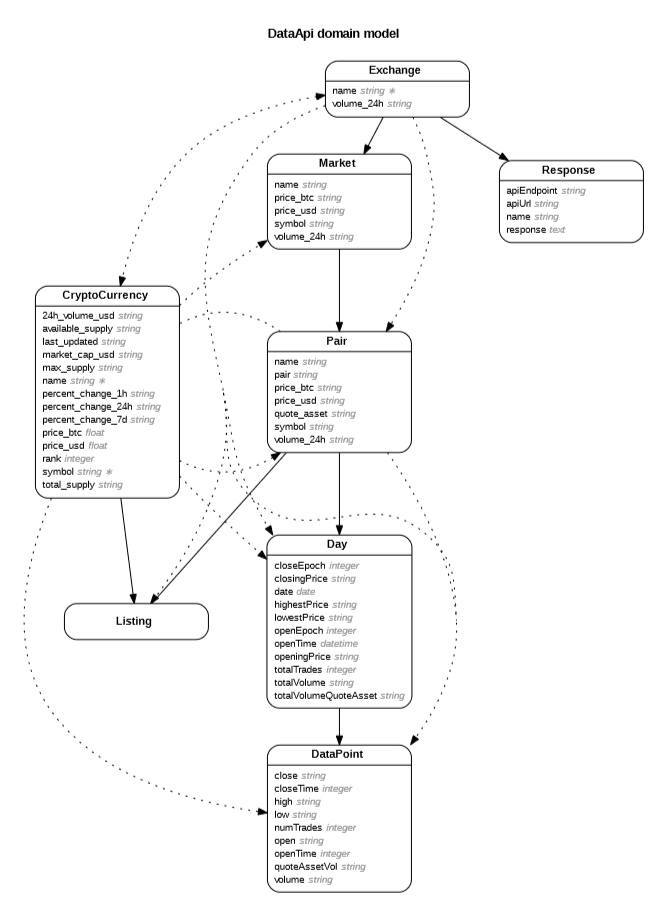 DataApi domain model
Exchange
name string ∗
volume_24h string
Market
name string
price_btc string
price_usd string
symbol string
volume_24h string
Response
apiEndpoint string
apiUrl string
name string
response text
CryptoCurrency
24h_volume_usd string
available_supply string
last_updated string
market_cap_usd string
max_supply string
name string ∗
percent_change_1h string
percent_change_24h string
percent_change_7d string
price_btc float
price_usd float
rank integer
symbol string ∗
total_supply string
Pair
name string
pair string
price_btc string
price_usd string
quote_asset string
symbol string
volume_24h string
Day
closeEpoch integer
closingPrice string
date date
highestPrice string
lowestPrice string
openEpoch integer
openTime datetime
openingPrice string
totalTrades integer
totalVolume string
totalVolumeQuoteAsset string
Listing
DataPoint
close string
closeTime integer
high string
low string
numTrades integer
open string
openTime integer
quoteAssetVol string
volume string